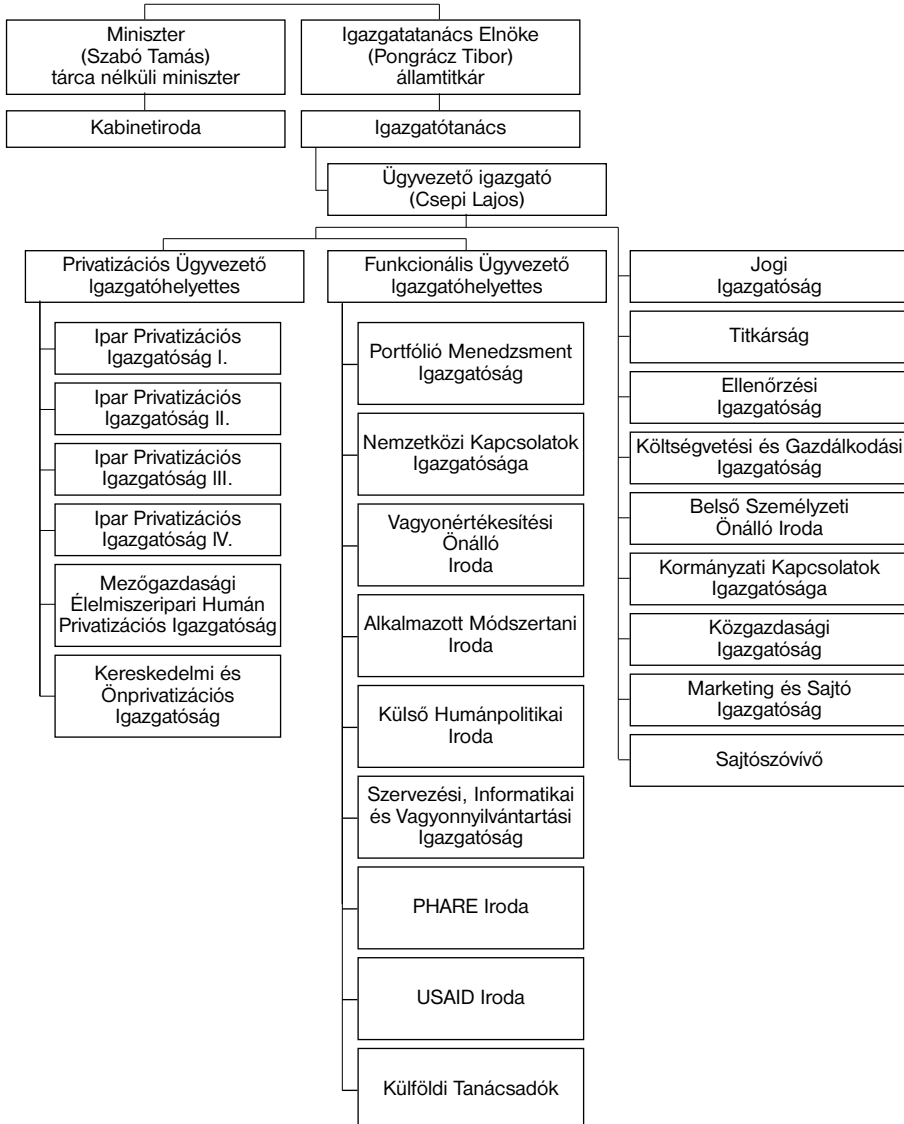 Miniszter
(Szabó Tamás)
tárca nélküli miniszter
Igazgatatanács Elnöke
(Pongrácz Tibor)
államtitkár
Kabinetiroda
Igazgatótanács
Ügyvezető igazgató
(Csepi Lajos)
Privatizációs Ügyvezető
Igazgatóhelyettes
Ipar Privatizációs
Igazgatóság I.
Ipar Privatizációs
Igazgatóság II.
Ipar Privatizációs
Igazgatóság III.
Ipar Privatizációs
Igazgatóság IV.
Mezőgazdasági
Élelmiszeripari Humán
Privatizációs Igazgatóság
Kereskedelmi és
Önprivatizációs
Igazgatóság
Funkcionális Ügyvezető
Igazgatóhelyettes
Portfólió Menedzsment
Igazgatóság
Nemzetközi Kapcsolatok
Igazgatósága
Vagyonértékesítési
Önálló
Iroda
Alkalmazott Módszertani
Iroda
Külső Humánpolitikai
Iroda
Szervezési, Informatikai
és Vagyonnyilvántartási
Igazgatóság
PHARE Iroda
USAID Iroda
Külföldi Tanácsadók
Jogi
Igazgatóság
Titkárság
Ellenőrzési
Igazgatóság
Költségvetési és Gazdálkodási
Igazgatóság
Belső Személyzeti
Önálló Iroda
Kormányzati Kapcsolatok
Igazgatósága
Közgazdasági
Igazgatóság
Marketing és Sajtó
Igazgatóság
Sajtószóvívő